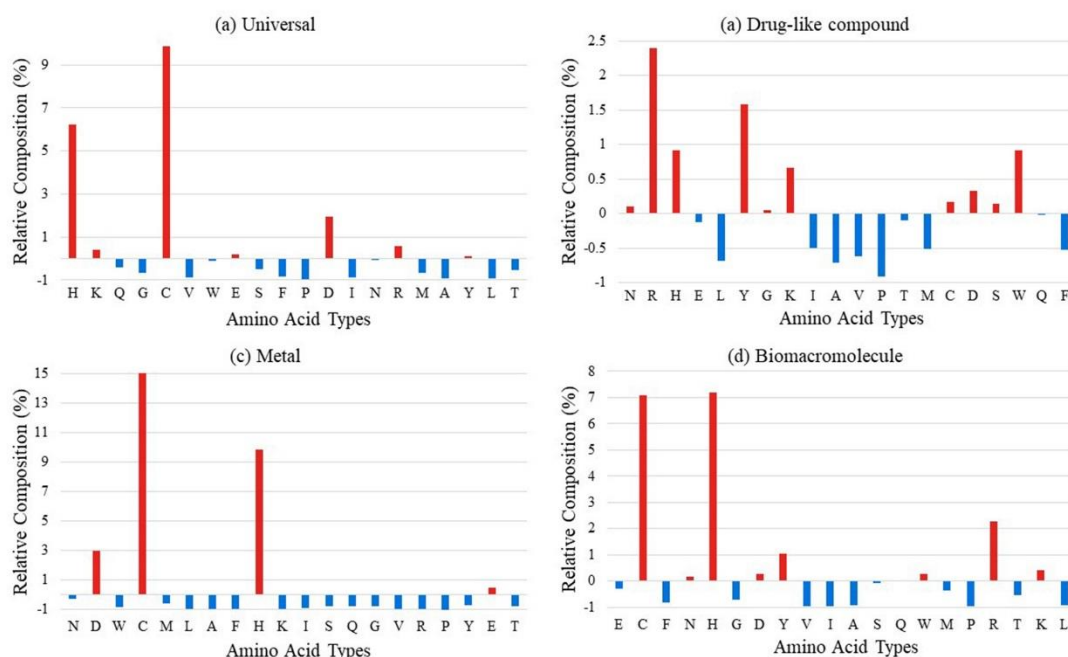 (a) Universal
Relative Composition (%)
9
7
5
3
1
-1
H K Q G C V W E S F P D I N R M A Y L T
Amino Acid Types
(a) Drug-like compound
Relative Composition (%)
2.5
2
1.5
1
0.5
0
-0.5
-1
N R H E L Y G K I A V P T M C D S W Q F
Amino Acid Types
(c) Metal
Relative Composition (%)
15
13
11
9
7
5
3
1
-1
N D W C M L A F H K I S Q G V R P Y E T
Amino Acid Types
(d) Biomacromolecule
Relative Composition (%)
8
7
6
5
4
3
2
1
0
-1
E C F N H G D Y V I A S Q W M P R T K L
Amino Acid Types